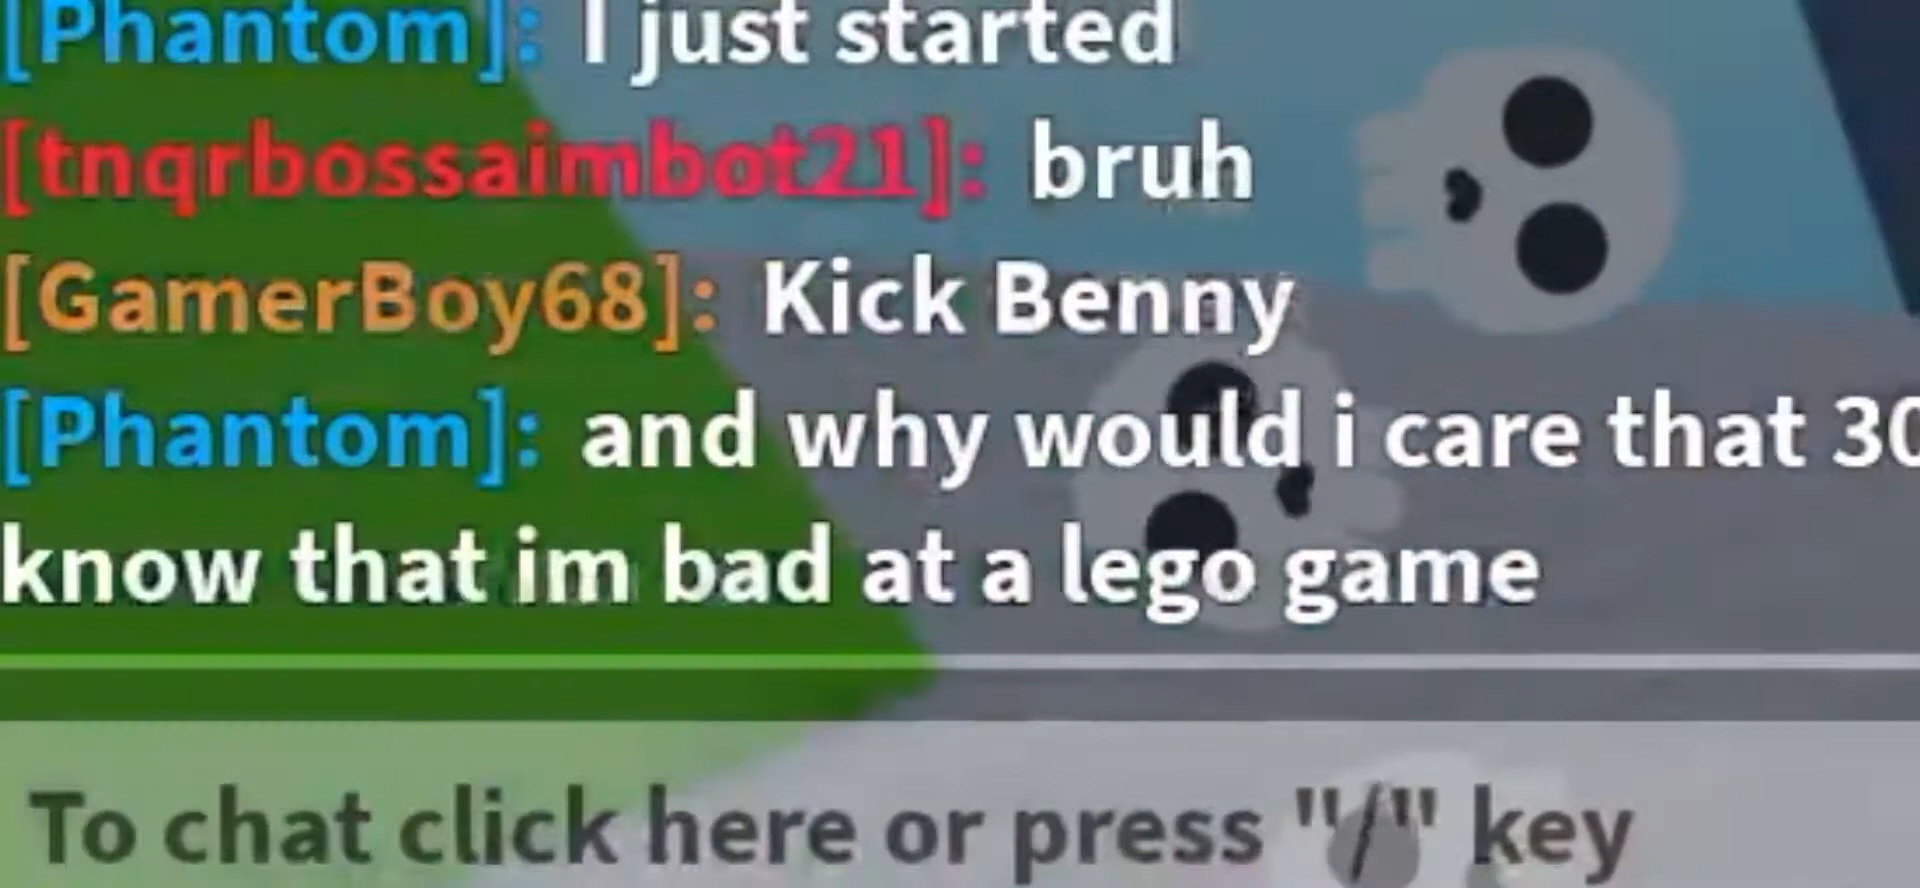 [Phantom]: I just started
[tnqrbossaimbot21]: bruh
[GamerBoy68]: Kick Benny
[Phantom]: and why would i care that 30
know that im bad at a lego game
To chat click here or press "/" key